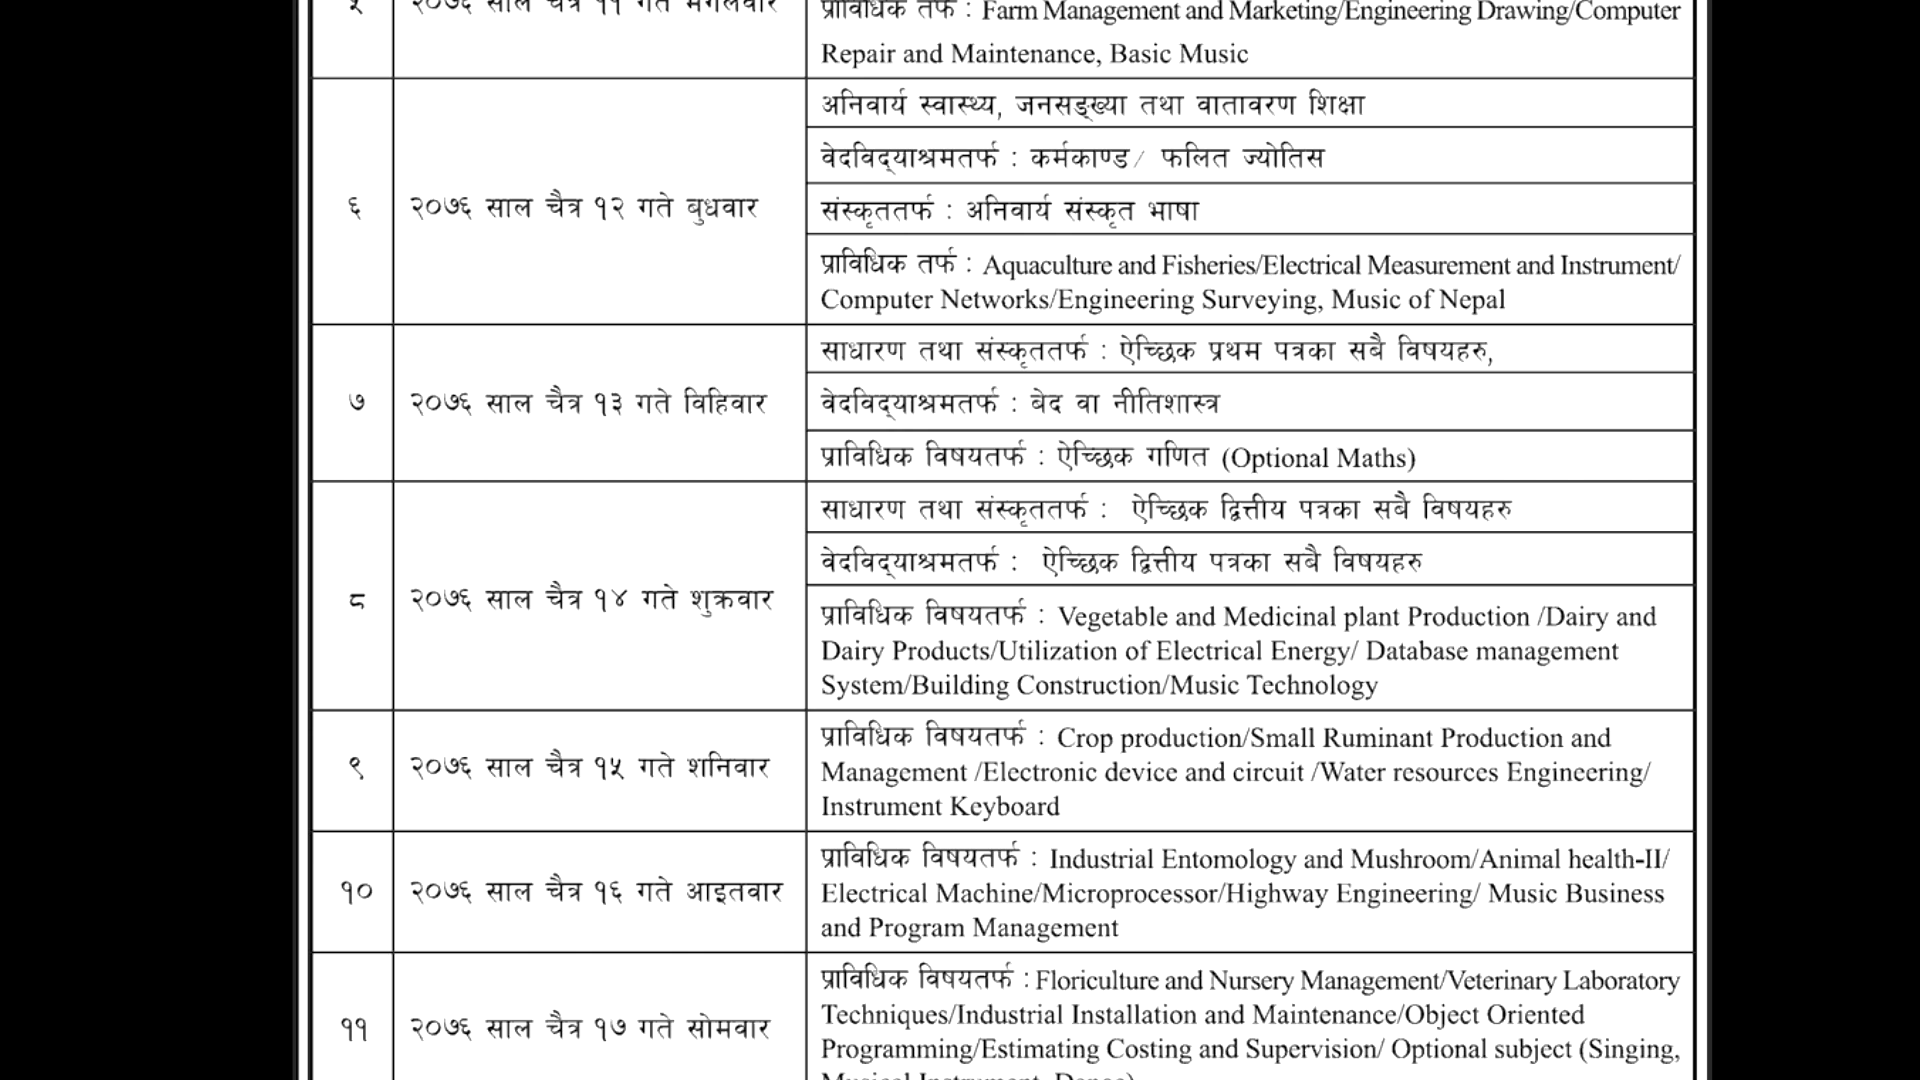 ५ २०७६ साल चैत्र ११ गते मंगलवार
प्राविधिक तर्फ : Farm Management and Marketing/Engineering Drawing/Computer
Repair and Maintenance, Basic Music
६ २०७६ साल चैत्र १२ गते बुधवार
अनिवार्य स्वास्थ्य, जनसङ्ख्या तथा वातावरण शिक्षा
वेदविद्याश्रमतर्फ : कर्मकाण्ड/ फलित ज्योतिस
संस्कृततर्फ : अनिवार्य संस्कृत भाषा
प्राविधिक तर्फ : Aquaculture and Fisheries/Electrical Measurement and Instrument/
Computer Networks/Engineering Surveying, Music of Nepal
७ २०७६ साल चैत्र १३ गते विहिवार
साधारण तथा संस्कृततर्फ : ऐच्छिक प्रथम पत्रका सबै विषयहरु,
वेदविद्याश्रमतर्फ : बेद वा नीतिशास्त्र
प्राविधिक विषयतर्फ : ऐच्छिक गणित (Optional Maths)
८ २०७६ साल चैत्र १४ गते शुक्रवार
साधारण तथा संस्कृततर्फ : ऐच्छिक द्वित्तीय पत्रका सबै विषयहरु
वेदविद्याश्रमतर्फ : ऐच्छिक द्वित्तीय पत्रका सबै विषयहरु
प्राविधिक विषयतर्फ : Vegetable and Medicinal plant Production /Dairy and
Dairy Products/Utilization of Electrical Energy/ Database management
System/Building Construction/Music Technology
९ २०७६ साल चैत्र १५ गते शनिवार
प्राविधिक विषयतर्फ : Crop production/Small Ruminant Production and
Management /Electronic device and circuit /Water resources Engineering/
Instrument Keyboard
१० २०७६ साल चैत्र १६ गते आइतवार
प्राविधिक विषयतर्फ : Industrial Entomology and Mushroom/Animal health-II/
Electrical Machine/Microprocessor/Highway Engineering/ Music Business
and Program Management
११ २०७६ साल चैत्र १७ गते सोमवार
प्राविधिक विषयतर्फ : Floriculture and Nursery Management/Veterinary Laboratory
Techniques/Industrial Installation and Maintenance/Object Oriented
Programming/Estimating Costing and Supervision/ Optional subject (Singing,